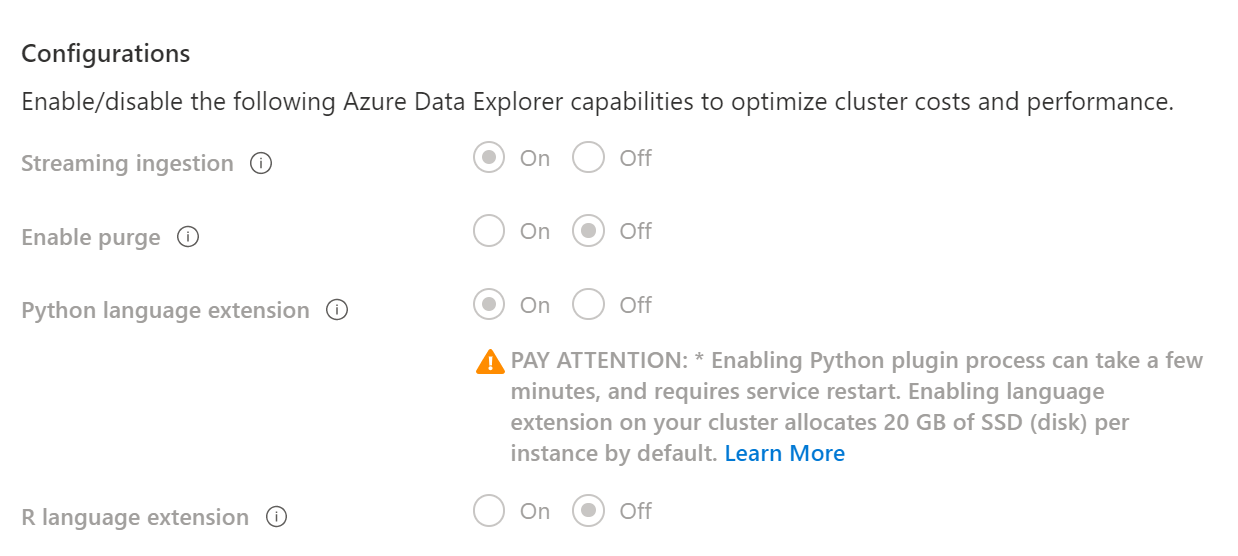 Configurations
Enable/disable the following Azure Data Explorer capabilities to optimize cluster costs and performance.
Streaming ingestion On Off
Enable purge On Off
Python language extension On Off
PAY ATTENTION: * Enabling Python plugin process can take a few
minutes, and requires service restart. Enabling language
extension on your cluster allocates 20 GB of SSD (disk) per
instance by default. Learn More
R language extension On Off